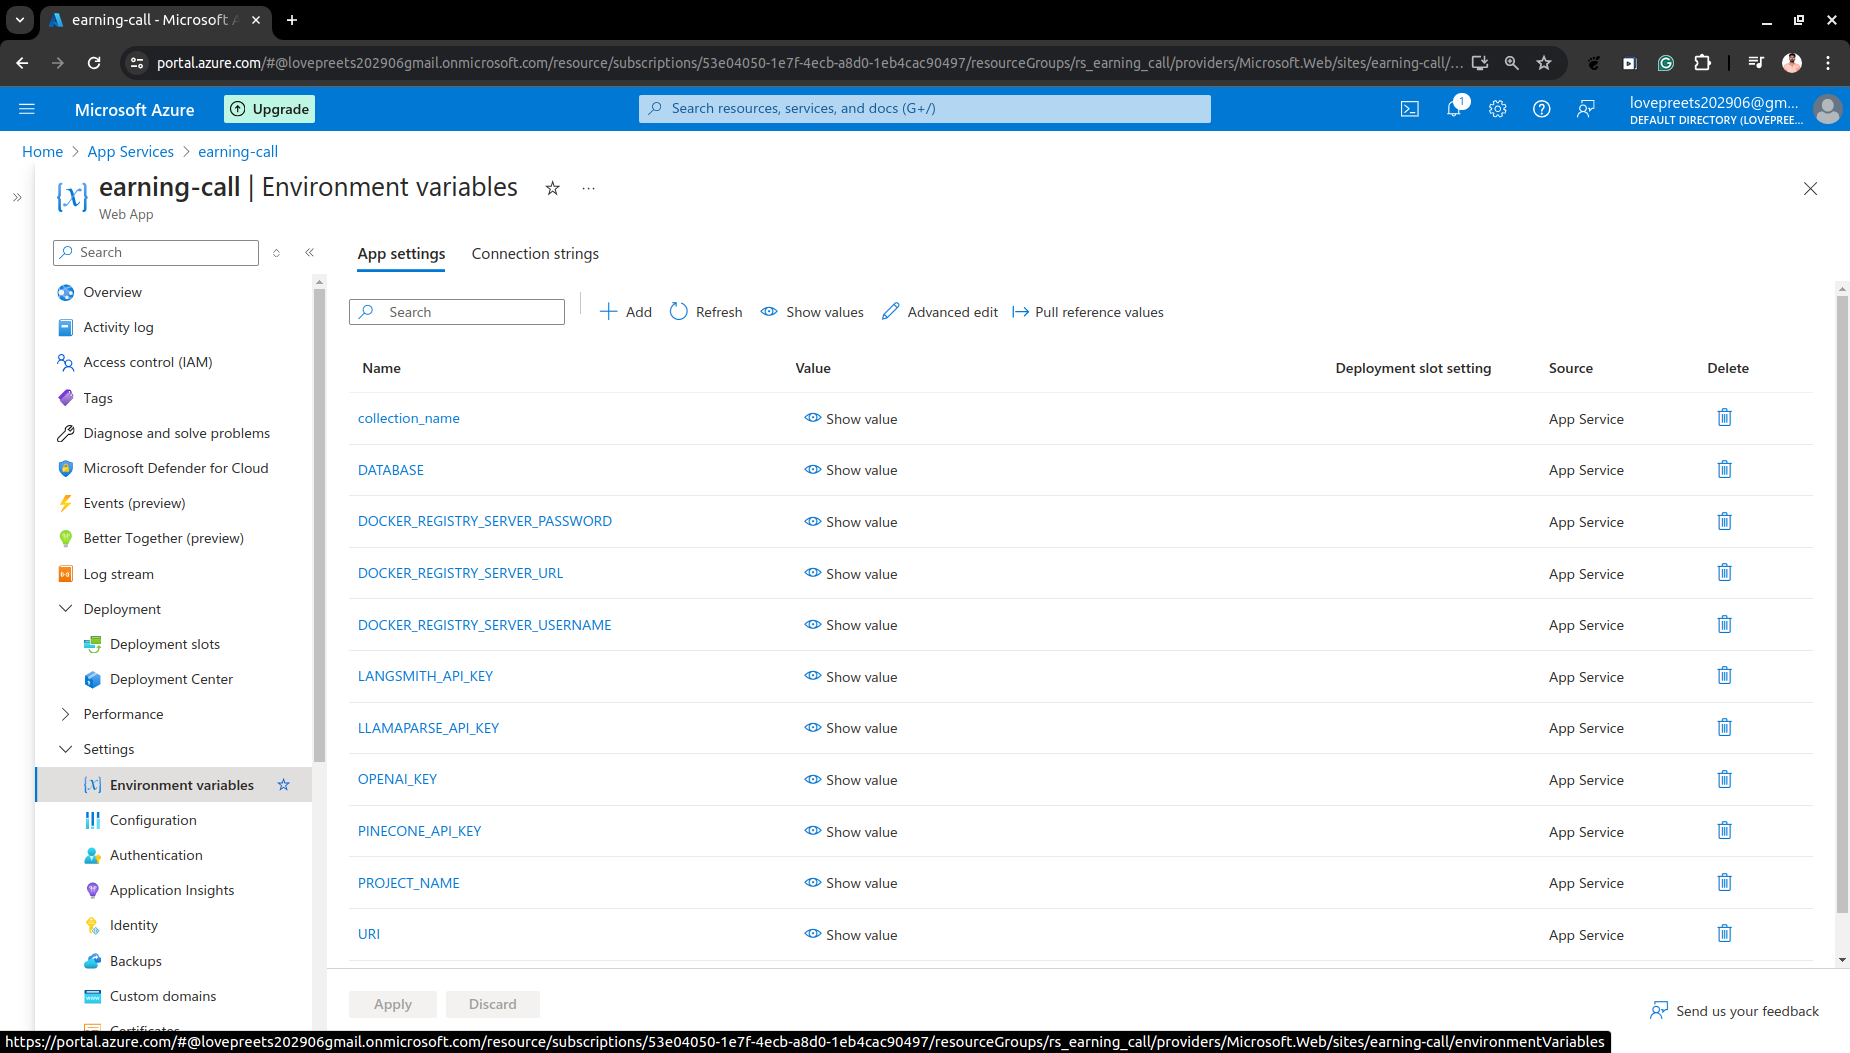 earning-call - Microsoft A
portal.azure.com/#@lovepreets202906gmail.onmicrosoft.com/resource/subscriptions/53e04050-1e7f-4ecb-a8d0-1eb4cac90497/resourceGroups/rs_earning_call/providers/Microsoft.Web/sites/earning-call/...
Microsoft Azure
Upgrade
Search resources, services, and docs (G+/)
1
lovepreets202906@gm...
DEFAULT DIRECTORY (LOVEPREE...
Home > App Services > earning-call
earning-call | Environment variables
Web App
Search
Overview
Activity log
Access control (IAM)
Tags
Diagnose and solve problems
Microsoft Defender for Cloud
Events (preview)
Better Together (preview)
Log stream
Deployment
Deployment slots
Deployment Center
Performance
Settings
Environment variables
Configuration
Authentication
Application Insights
Identity
Backups
Custom domains
Certificates
App settings Connection strings
Search Add Refresh Show values Advanced edit Pull reference values
Name Value Deployment slot setting Source Delete
collection_name Show value App Service
DATABASE Show value App Service
DOCKER_REGISTRY_SERVER_PASSWORD Show value App Service
DOCKER_REGISTRY_SERVER_URL Show value App Service
DOCKER_REGISTRY_SERVER_USERNAME Show value App Service
LANGSMITH_API_KEY Show value App Service
LLAMAPARSE_API_KEY Show value App Service
OPENAI_KEY Show value App Service
PINECONE_API_KEY Show value App Service
PROJECT_NAME Show value App Service
URI Show value App Service
Apply Discard
Send us your feedback
https://portal.azure.com/#@lovepreets202906gmail.onmicrosoft.com/resource/subscriptions/53e04050-1e7f-4ecb-a8d0-1eb4cac90497/resourceGroups/rs_earning_call/providers/Microsoft.Web/sites/earning-call/environmentVariables